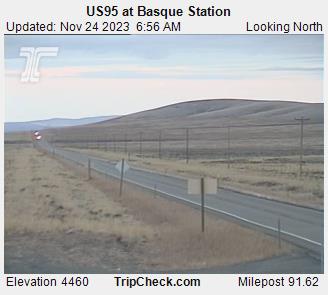 US95 at Basque Station
Updated: Nov 24 2023 6:56 AM Looking North
Elevation 4460 TripCheck.com Milepost 91.62